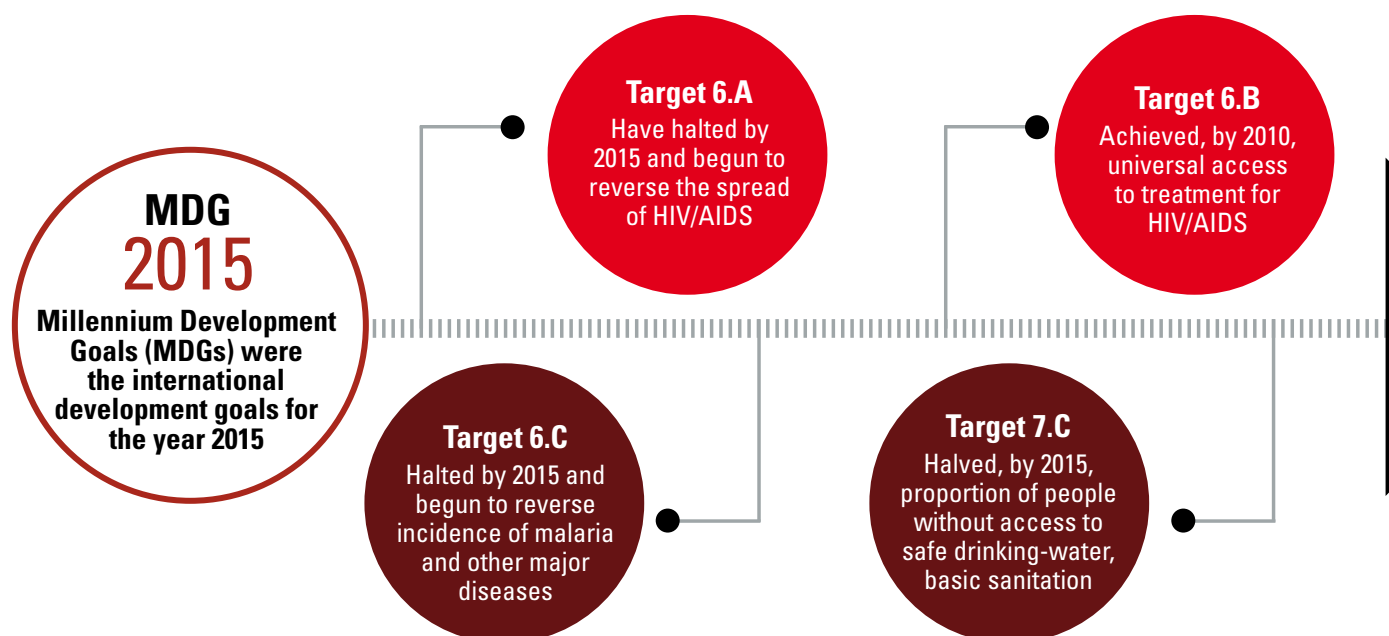 MDG
2015
Millennium Development
Goals (MDGs) were
the international
development goals for
the year 2015
Target 6.A
Have halted by
2015 and begun to
reverse the spread
of HIV/AIDS
Target 6.B
Achieved, by 2010,
universal access
to treatment for
HIV/AIDS
Target 6.C
Halted by 2015 and
begun to reverse
incidence of malaria
and other major
diseases
Target 7.C
Halved, by 2015,
proportion of people
without access to
safe drinking-water,
basic sanitation